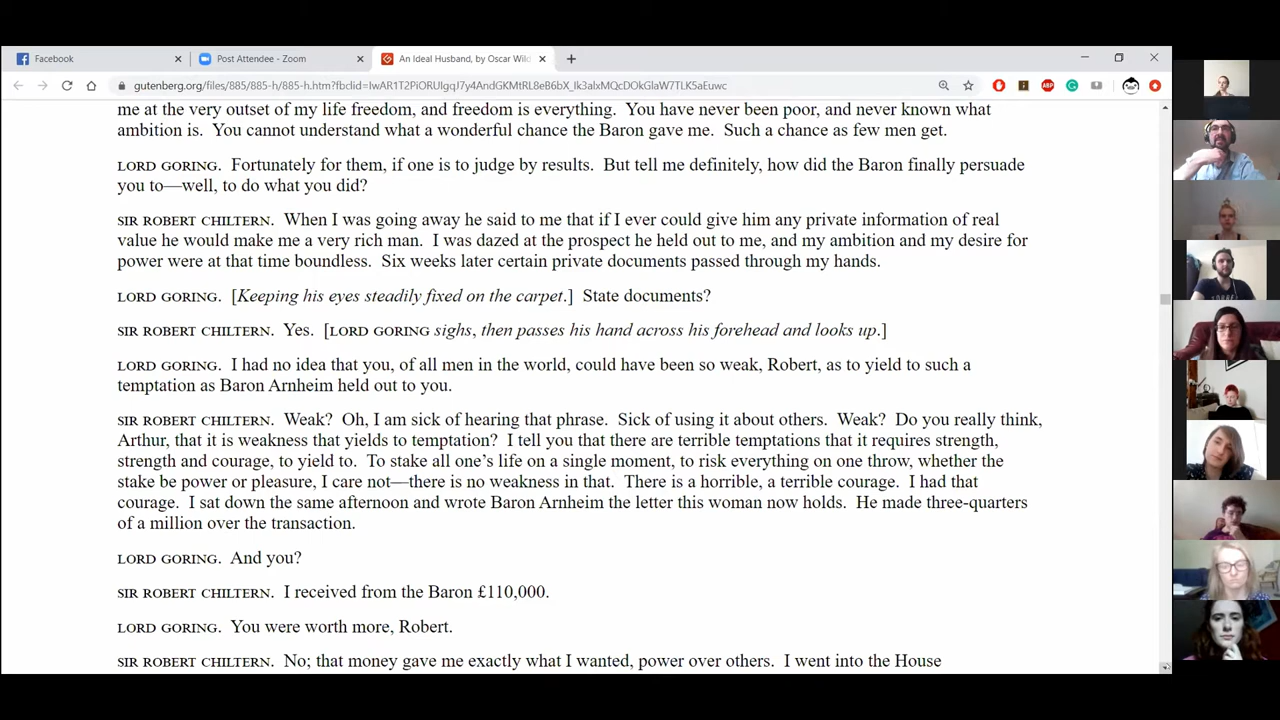 Facebook
Post Attendee - Zoom
An Ideal Husband, by Oscar Wild
gutenberg.org/files/885/885-h/885-h.htm?fbclid=IwAR1T2PiORUIgqJ7y4AndGKMtRL8eB6bX_Ik3alxMQcDOkGlaW7TLK5aEuwc
me at the very outset of my life freedom, and freedom is everything. You have never been poor, and never known what
ambition is. You cannot understand what a wonderful chance the Baron gave me. Such a chance as few men get.
LORD GORING. Fortunately for them, if one is to judge by results. But tell me definitely, how did the Baron finally persuade
you to—well, to do what you did?
SIR ROBERT CHILTERN. When I was going away he said to me that if I ever could give him any private information of real
value he would make me a very rich man. I was dazed at the prospect he held out to me, and my ambition and my desire for
power were at that time boundless. Six weeks later certain private documents passed through my hands.
LORD GORING. [Keeping his eyes steadily fixed on the carpet.] State documents?
SIR ROBERT CHILTERN. Yes. [LORD GORING sighs, then passes his hand across his forehead and looks up.]
LORD GORING. I had no idea that you, of all men in the world, could have been so weak, Robert, as to yield to such a
temptation as Baron Arnheim held out to you.
SIR ROBERT CHILTERN. Weak? Oh, I am sick of hearing that phrase. Sick of using it about others. Weak? Do you really think,
Arthur, that it is weakness that yields to temptation? I tell you that there are terrible temptations that it requires strength,
strength and courage, to yield to. To stake all one's life on a single moment, to risk everything on one throw, whether the
stake be power or pleasure, I care not—there is no weakness in that. There is a horrible, a terrible courage. I had that
courage. I sat down the same afternoon and wrote Baron Arnheim the letter this woman now holds. He made three-quarters
of a million over the transaction.
LORD GORING. And you?
SIR ROBERT CHILTERN. I received from the Baron £110,000.
LORD GORING. You were worth more, Robert.
SIR ROBERT CHILTERN. No; that money gave me exactly what I wanted, power over others. I went into the House